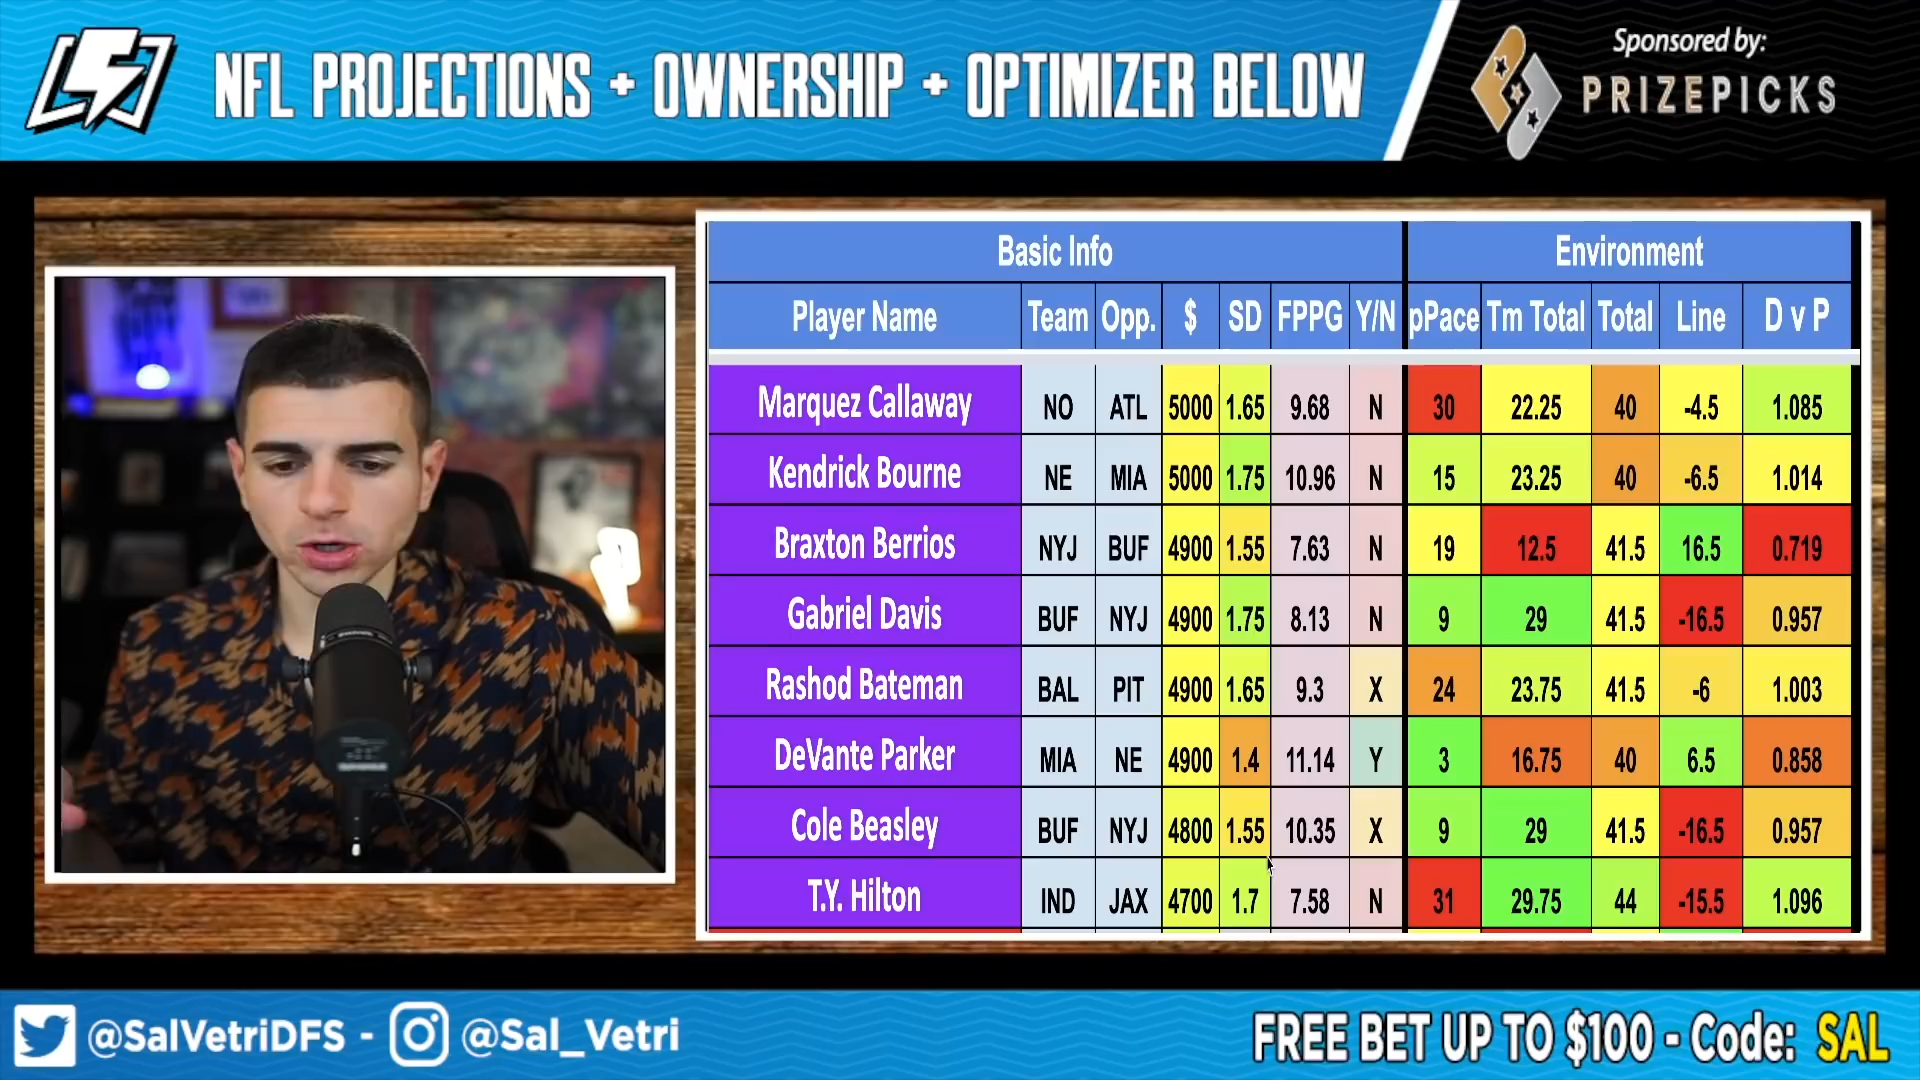 NFL PROJECTIONS + OWNERSHIP + OPTIMIZER BELOW
Sponsored by:
PRIZEPICKS
Basic Info Environment
Player Name Team Opp. $ SD FPPG Y/N pPace Tm Total Total Line D v P
Marquez Callaway NO ATL 5000 1.65 9.68 N 30 22.25 40 -4.5 1.085
Kendrick Bourne NE MIA 5000 1.75 10.96 N 15 23.25 40 -6.5 1.014
Braxton Berrios NYJ BUF 4900 1.55 7.63 N 19 12.5 41.5 16.5 0.719
Gabriel Davis BUF NYJ 4900 1.75 8.13 N 9 29 41.5 -16.5 0.957
Rashod Bateman BAL PIT 4900 1.65 9.3 X 24 23.75 41.5 -6 1.003
DeVante Parker MIA NE 4900 1.4 11.14 Y 3 16.75 40 6.5 0.858
Cole Beasley BUF NYJ 4800 1.55 10.35 X 9 29 41.5 -16.5 0.957
T.Y. Hilton IND JAX 4700 1.7 7.58 N 31 29.75 44 -15.5 1.096
@SalVetriDFS - @Sal_Vetri
FREE BET UP TO $100 - Code: SAL